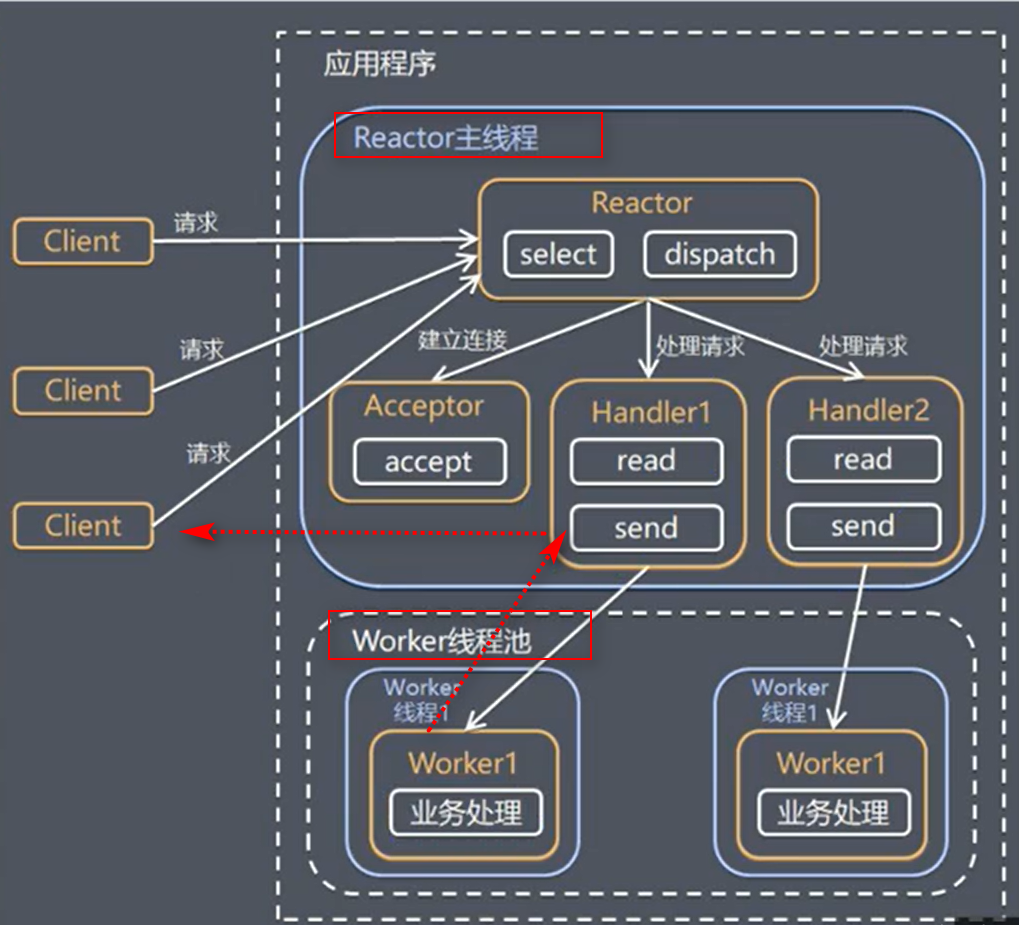 应用程序
Reactor主线程
Reactor
select
dispatch
Client
请求
Client
请求
Client
请求
建立连接
处理请求
处理请求
Acceptor
accept
Handler1
read
send
Handler2
read
send
Worker线程池
Worker
线程1
Worker1
业务处理
Worker
线程1
Worker1
业务处理